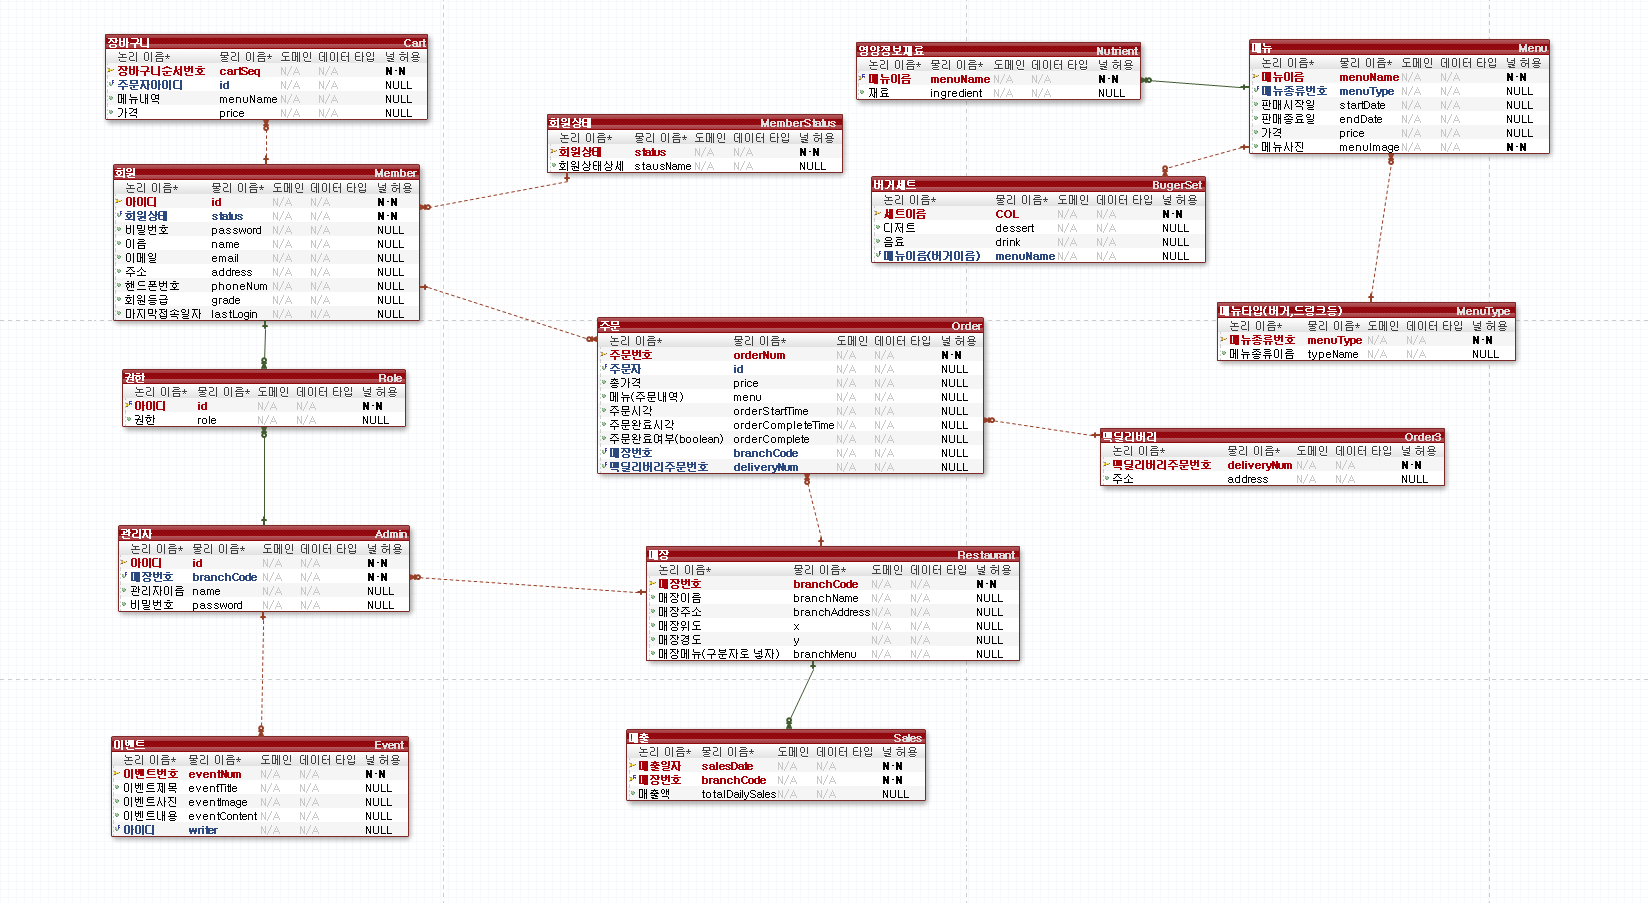 장바구니 Cart
논리 이름* 물리 이름* 도메인 데이터 타입 널 허용
장바구니순서번호 cartSeq N/A N/A N-N
주문자아이디 id N/A N/A NULL
메뉴내역 menuName N/A N/A NULL
가격 price N/A N/A NULL
영양정보재료 Nutrient
논리 이름* 물리 이름* 도메인 데이터 타입 널 허용
메뉴이름 menuName N/A N/A N-N
재료 ingredient N/A N/A NULL
메뉴 Menu
논리 이름* 물리 이름* 도메인 데이터 타입 널 허용
메뉴이름 menuName N/A N/A N-N
메뉴종류번호 menuType N/A N/A NULL
판매시작일 startDate N/A N/A NULL
판매종료일 endDate N/A N/A NULL
가격 price N/A N/A NULL
메뉴사진 menuImage N/A N/A N-N
회원상태 MemberStatus
논리 이름* 물리 이름* 도메인 데이터 타입 널 허용
회원상태 status N/A N/A N-N
회원상태상세 stausName N/A N/A NULL
회원 Member
논리 이름* 물리 이름* 도메인 데이터 타입 널 허용
아이디 id N/A N/A N-N
회원상태 status N/A N/A N-N
비밀번호 password N/A N/A NULL
이름 name N/A N/A NULL
이메일 email N/A N/A NULL
주소 address N/A N/A NULL
핸드폰번호 phoneNum N/A N/A NULL
회원등급 grade N/A N/A NULL
마지막접속일자 lastLogin N/A N/A NULL
버거세트 BugerSet
논리 이름* 물리 이름* 도메인 데이터 타입 널 허용
세트이름 COL N/A N/A N-N
디저트 dessert N/A N/A NULL
음료 drink N/A N/A NULL
메뉴이름(버거이름) menuName N/A N/A NULL
메뉴타입(버거,드링크등) MenuType
논리 이름* 물리 이름* 도메인 데이터 타입 널 허용
메뉴종류번호 menuType N/A N/A N-N
메뉴종류이름 typeName N/A N/A NULL
주문 Order
논리 이름* 물리 이름* 도메인 데이터 타입 널 허용
주문번호 orderNum N/A N/A N-N
주문자 id N/A N/A NULL
총가격 price N/A N/A NULL
메뉴(주문내역) menu N/A N/A NULL
주문시각 orderStartTime N/A N/A NULL
주문완료시각 orderCompleteTime N/A N/A NULL
주문완료여부(boolean) orderComplete N/A N/A NULL
매장번호 branchCode N/A N/A NULL
맥딜리버리주문번호 deliveryNum N/A N/A NULL
권한 Role
논리 이름* 물리 이름* 도메인 데이터 타입 널 허용
아이디 id N/A N/A N-N
권한 role N/A N/A NULL
맥딜리버리 Order3
논리 이름* 물리 이름* 도메인 데이터 타입 널 허용
맥딜리버리주문번호 deliveryNum N/A N/A N-N
주소 address N/A N/A NULL
관리자 Admin
논리 이름* 물리 이름* 도메인 데이터 타입 널 허용
아이디 id N/A N/A N-N
매장번호 branchCode N/A N/A N-N
관리자이름 name N/A N/A NULL
비밀번호 password N/A N/A NULL
매장 Restaurant
논리 이름* 물리 이름* 도메인 데이터 타입 널 허용
매장번호 branchCode N/A N/A N-N
매장이름 branchName N/A N/A NULL
매장주소 branchAddress N/A N/A NULL
매장위도 x N/A N/A NULL
매장경도 y N/A N/A NULL
매장메뉴(구분자로 넣자) branchMenu N/A N/A NULL
이벤트 Event
논리 이름* 물리 이름* 도메인 데이터 타입 널 허용
이벤트번호 eventNum N/A N/A N-N
이벤트제목 eventTitle N/A N/A NULL
이벤트사진 eventImage N/A N/A NULL
이벤트내용 eventContent N/A N/A NULL
아이디 writer N/A N/A NULL
매출 Sales
논리 이름* 물리 이름* 도메인 데이터 타입 널 허용
매출일자 salesDate N/A N/A N-N
매장번호 branchCode N/A N/A N-N
매출액 totalDailySales N/A N/A NULL